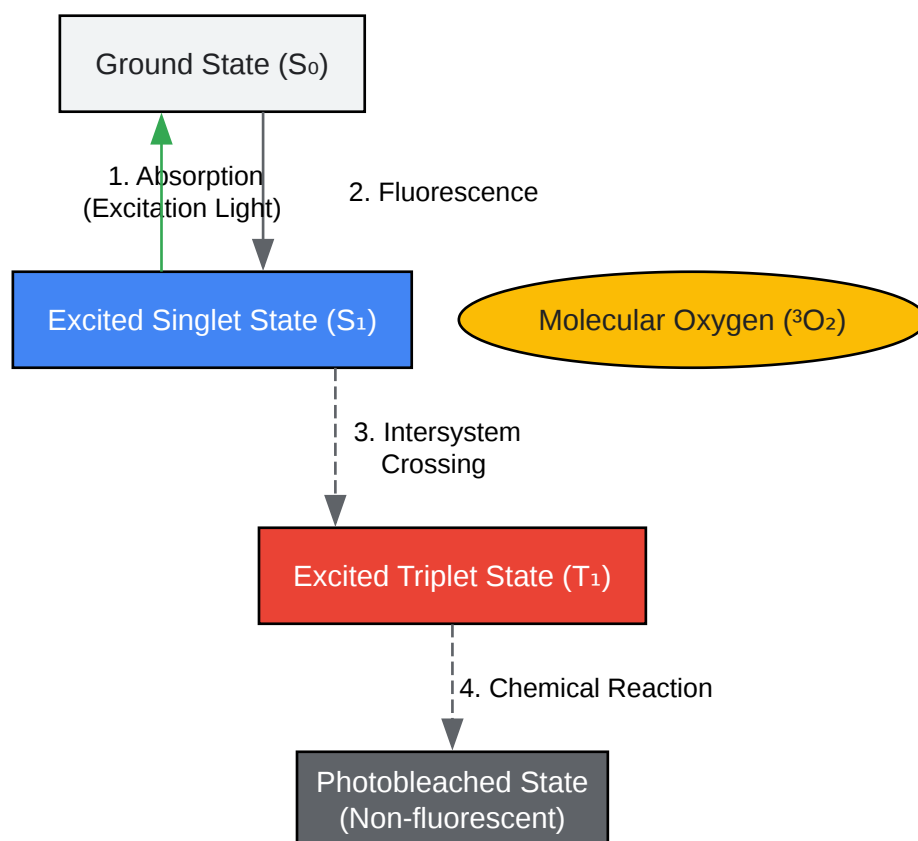 Ground State (S₀)
1. Absorption
(Excitation Light)
2. Fluorescence
Excited Singlet State (S₁)
Molecular Oxygen (³O₂)
3. Intersystem
Crossing
Excited Triplet State (T₁)
4. Chemical Reaction
Photobleached State
(Non-fluorescent)